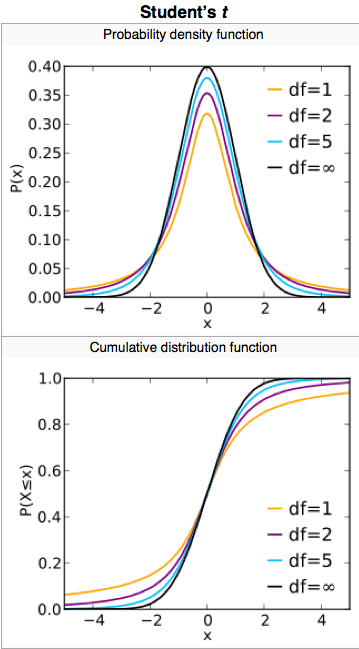 Student's t
Probability density function
0.40
0.35
0.30
0.25
0.20
0.15
0.10
0.05
0.00
P(x)
df=1
df=2
df=5
df=∞
−4 −2 0 2 4
x
Cumulative distribution function
1.0
0.8
0.6
0.4
0.2
0.0
P(X≤x)
df=1
df=2
df=5
df=∞
−4 −2 0 2 4
x